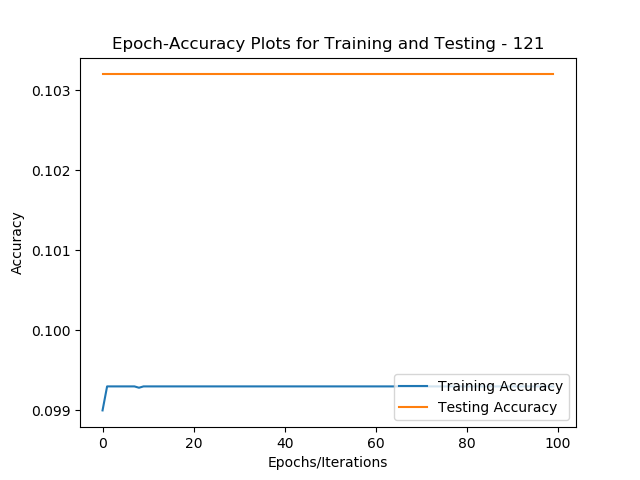 Epoch-Accuracy Plots for Training and Testing - 121
0.103
0.102
0.101
0.100
0.099
Accuracy
Training Accuracy
Testing Accuracy
0 20 40 60 80 100
Epochs/Iterations